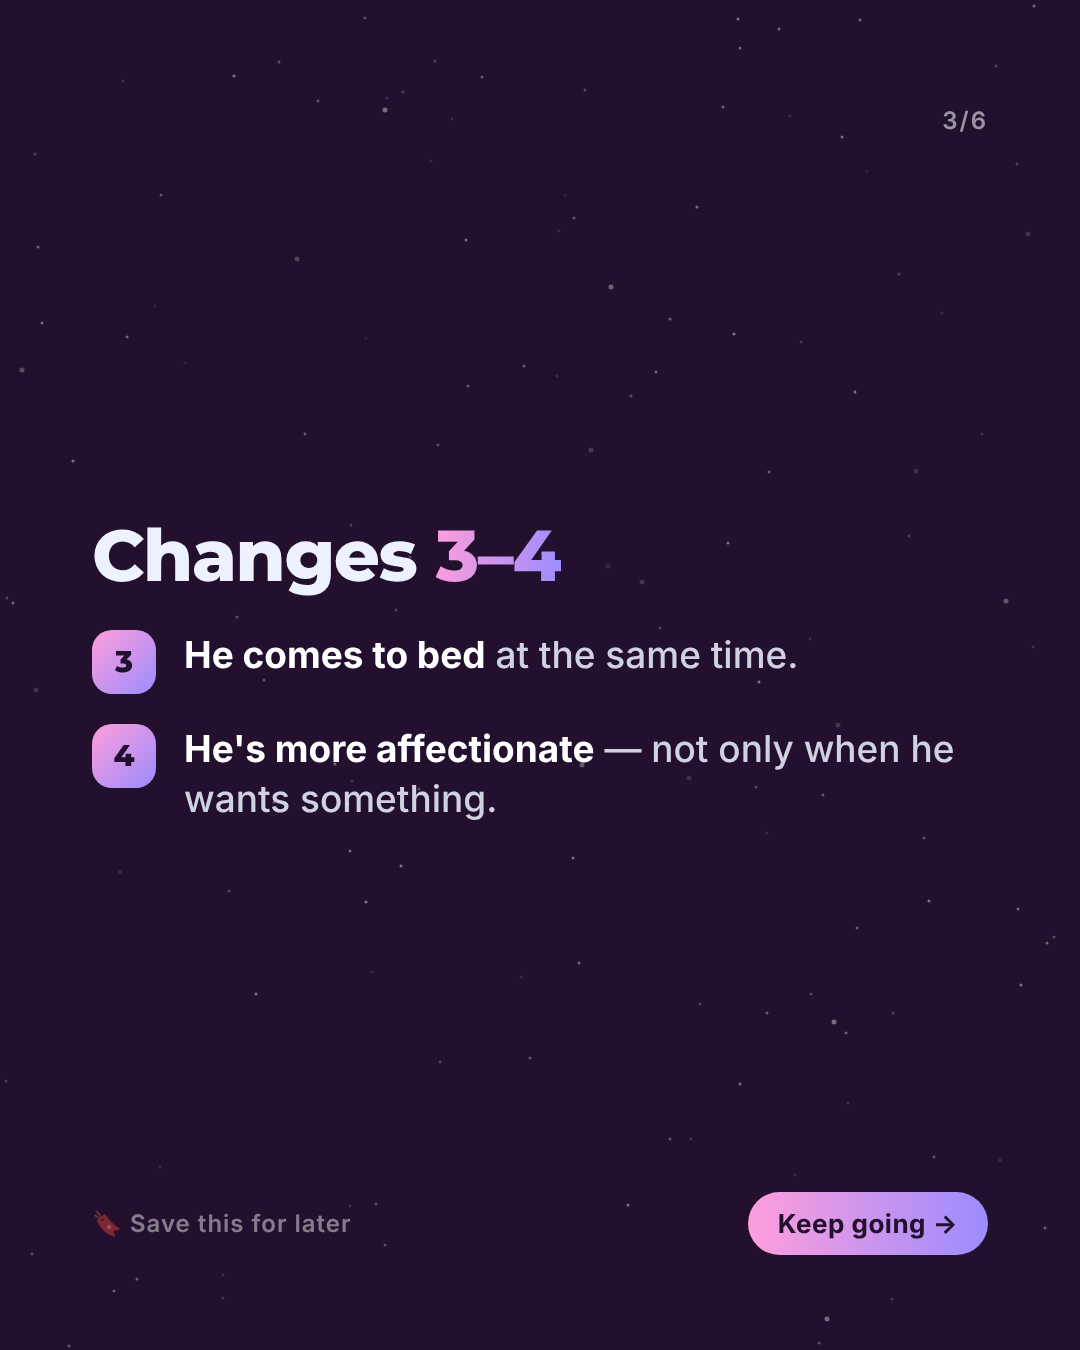 3/6
Changes 3–4
3 He comes to bed at the same time.
4 He's more affectionate — not only when he
wants something.
🔖 Save this for later
Keep going →